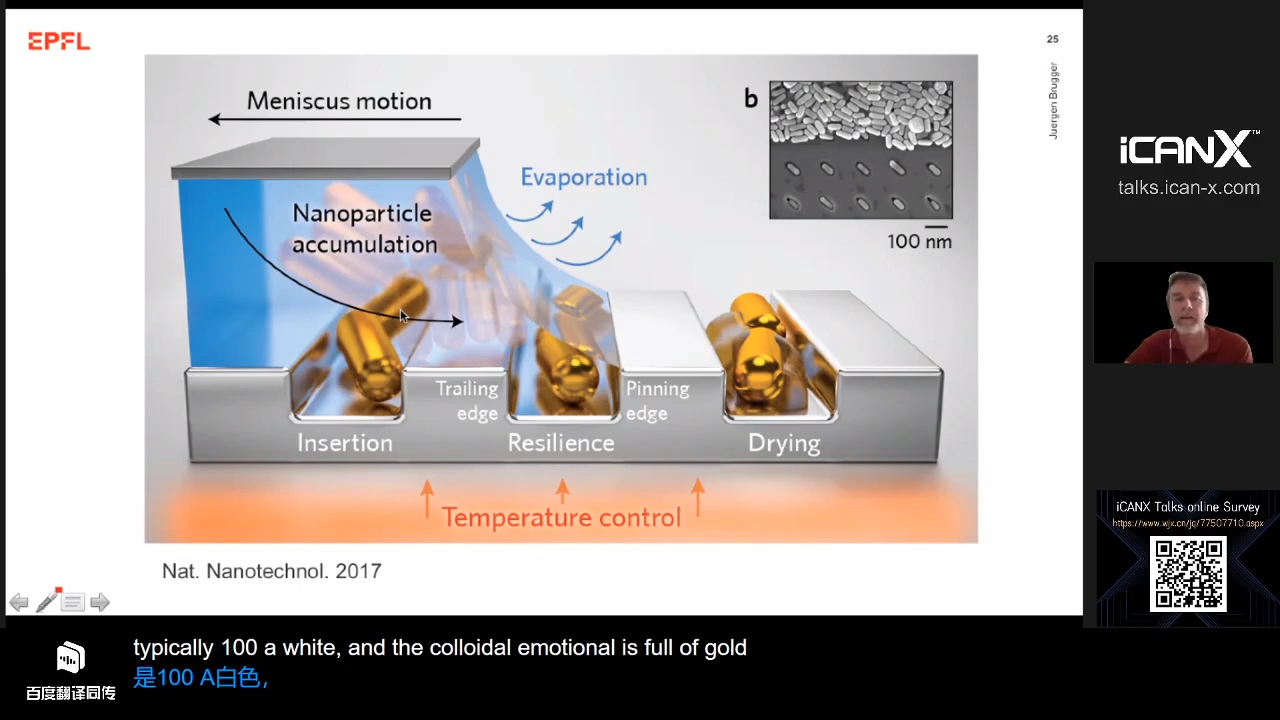 EPFL
25
Juergen Brugger
Meniscus motion
b
Evaporation
Nanoparticle
accumulation
100 nm
Trailing
edge
Pinning
edge
Insertion
Resilience
Drying
Temperature control
Nat. Nanotechnol. 2017
iCANX™
talks.ican-x.com
iCANX Talks online Survey
https://www.wjx.cn/jq/77507710.aspx
百度翻译同传
typically 100 a white, and the colloidal emotional is full of gold
是100 A白色，